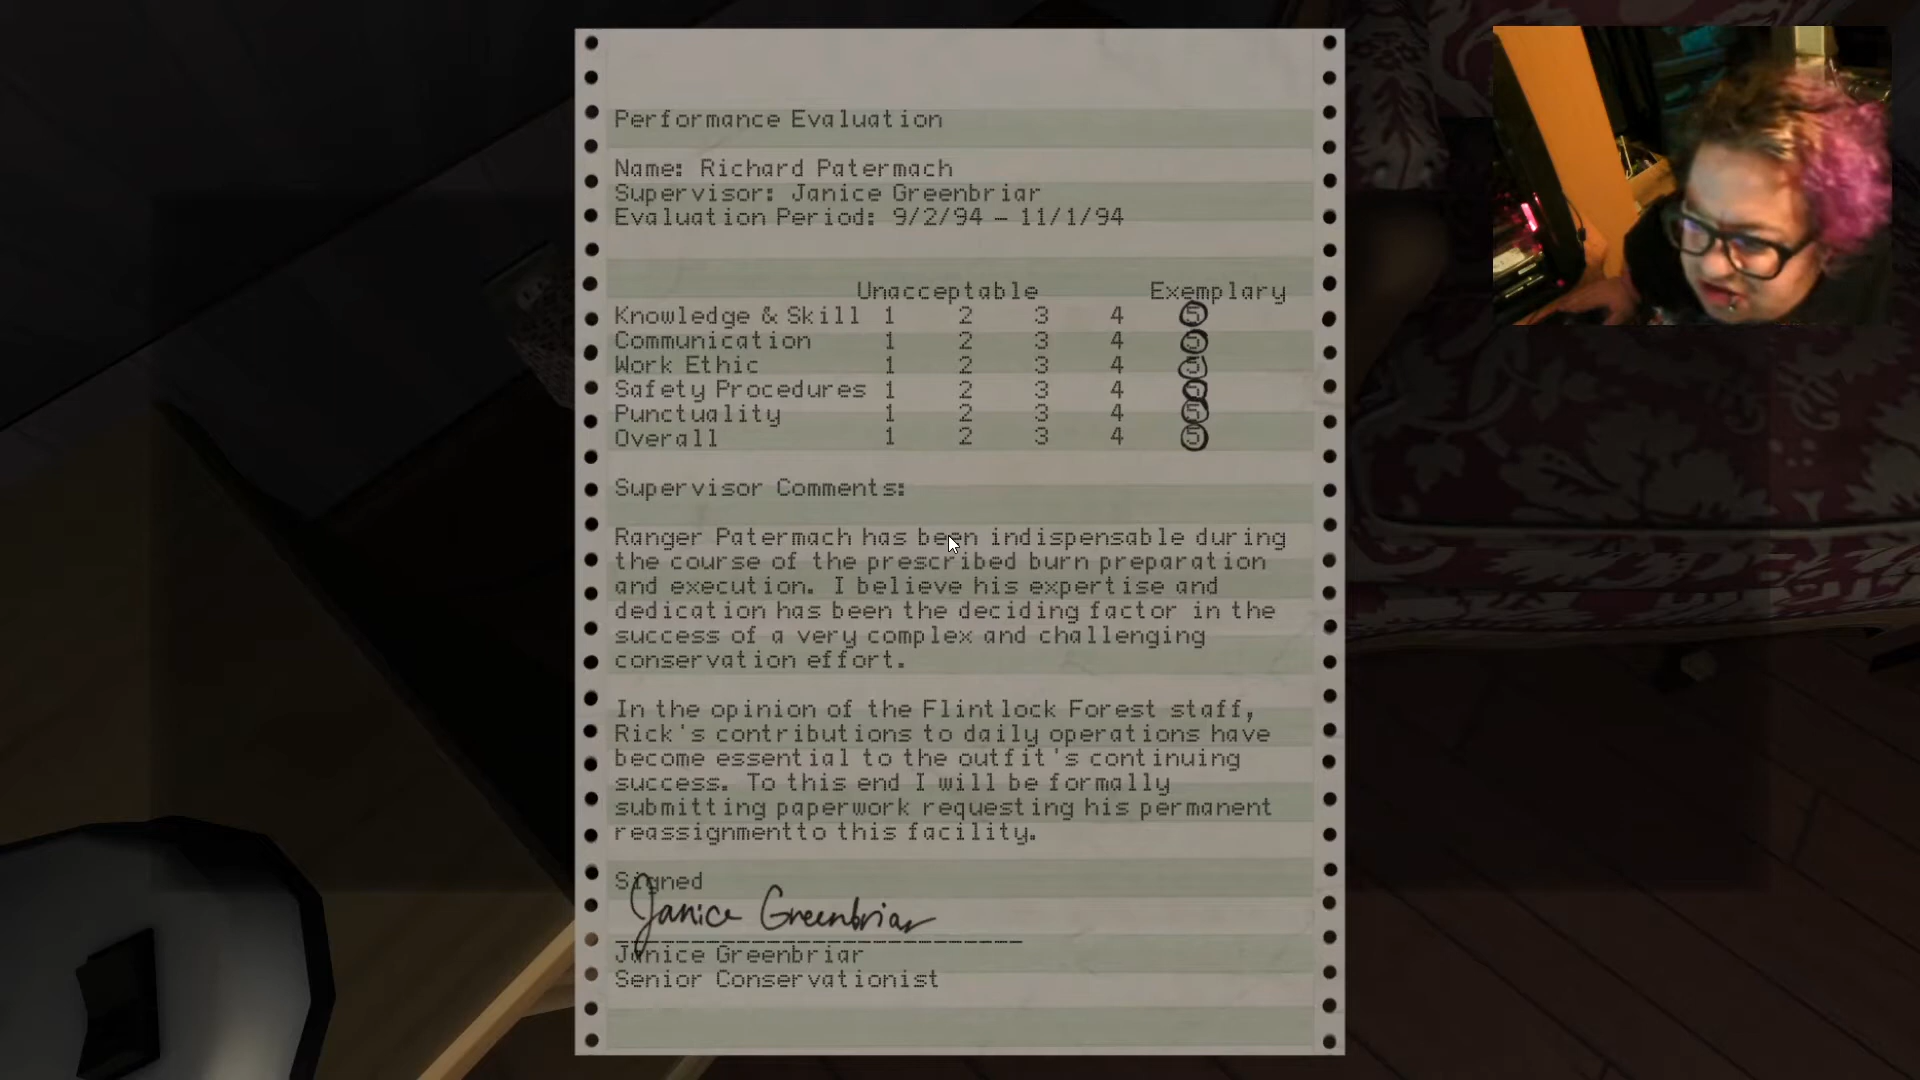 Performance Evaluation
Name: Richard Patermach
Supervisor: Janice Greenbriar
Evaluation Period: 9/2/94 - 11/1/94
Unacceptable Exemplary
Knowledge & Skill 1 2 3 4 5
Communication 1 2 3 4 5
Work Ethic 1 2 3 4 5
Safety Procedures 1 2 3 4 5
Punctuality 1 2 3 4 5
Overall 1 2 3 4 5
Supervisor Comments:
Ranger Patermach has been indispensable during
the course of the prescribed burn preparation
and execution. I believe his expertise and
dedication has been the deciding factor in the
success of a very complex and challenging
conservation effort.
In the opinion of the Flintlock Forest staff,
Rick's contributions to daily operations have
become essential to the outfit's continuing
success. To this end I will be formally
submitting paperwork requesting his permanent
reassignmentto this facility.
Signed
Janice Greenbriar
Janice Greenbriar
Senior Conservationist